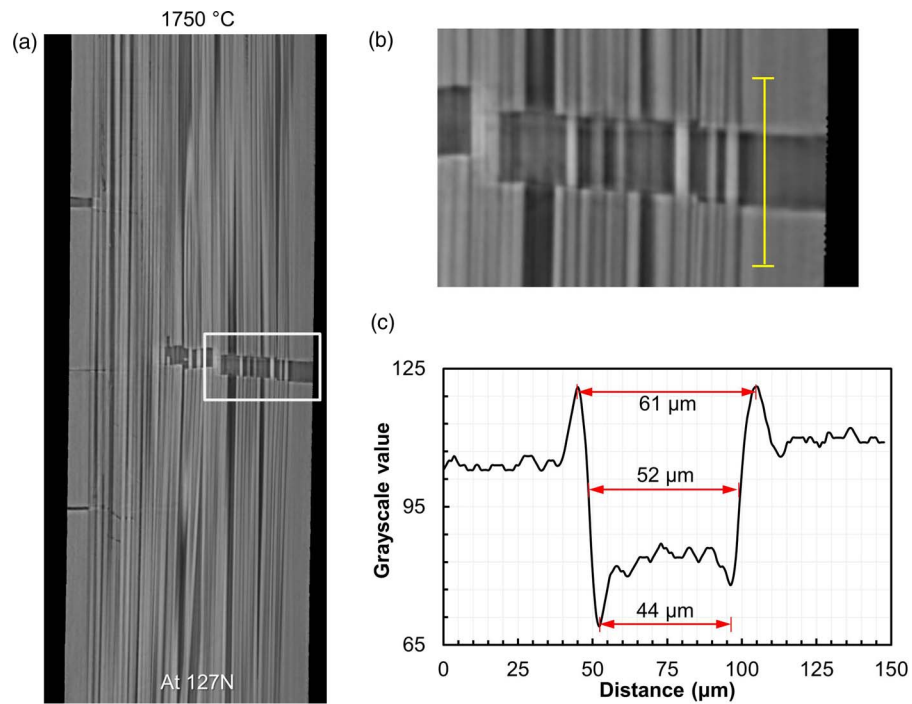 1750 °C
(a)
At 127N
(b)
(c)
125
95
65
Grayscale value
61 µm
52 µm
44 µm
0 25 50 75 100 125 150
Distance (µm)